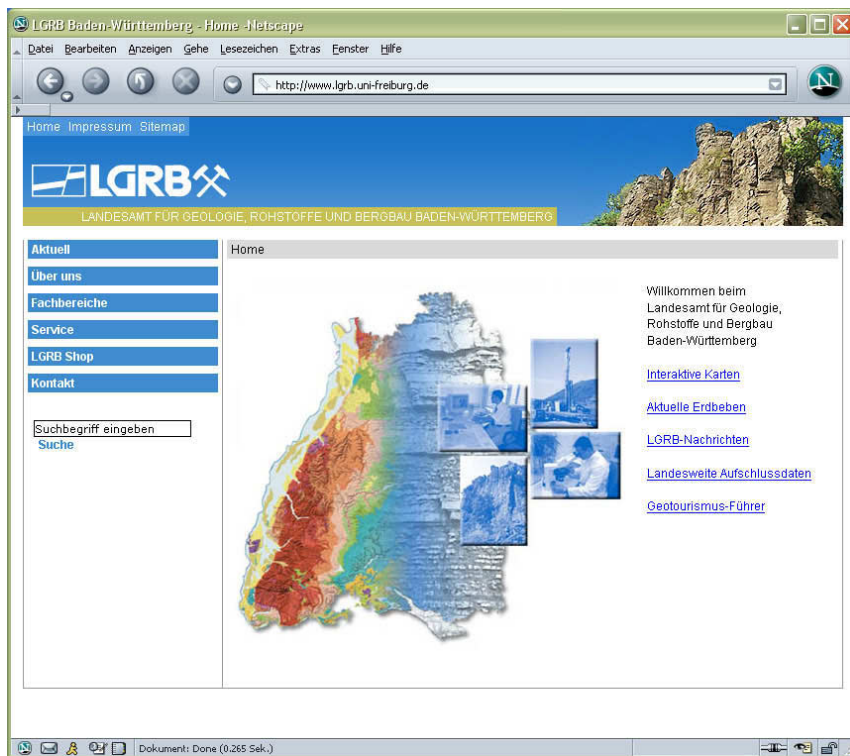 LGRB Baden-Württemberg - Home -Netscape
Datei Bearbeiten Anzeigen Gehe Lesezeichen Extras Fenster Hilfe
http://www.lgrb.uni-freiburg.de
N
Home Impressum Sitemap
LGRB
LANDESAMT FÜR GEOLOGIE, ROHSTOFFE UND BERGBAU BADEN-WÜRTTEMBERG
Aktuell
Über uns
Fachbereiche
Service
LGRB Shop
Kontakt
Suchbegriff eingeben
Suche
Home
Willkommen beim
Landesamt für Geologie,
Rohstoffe und Bergbau
Baden-Württemberg
Interaktive Karten
Aktuelle Erdbeben
LGRB-Nachrichten
Landesweite Aufschlussdaten
Geotourismus-Führer
Dokument: Done (0.265 Sek.)